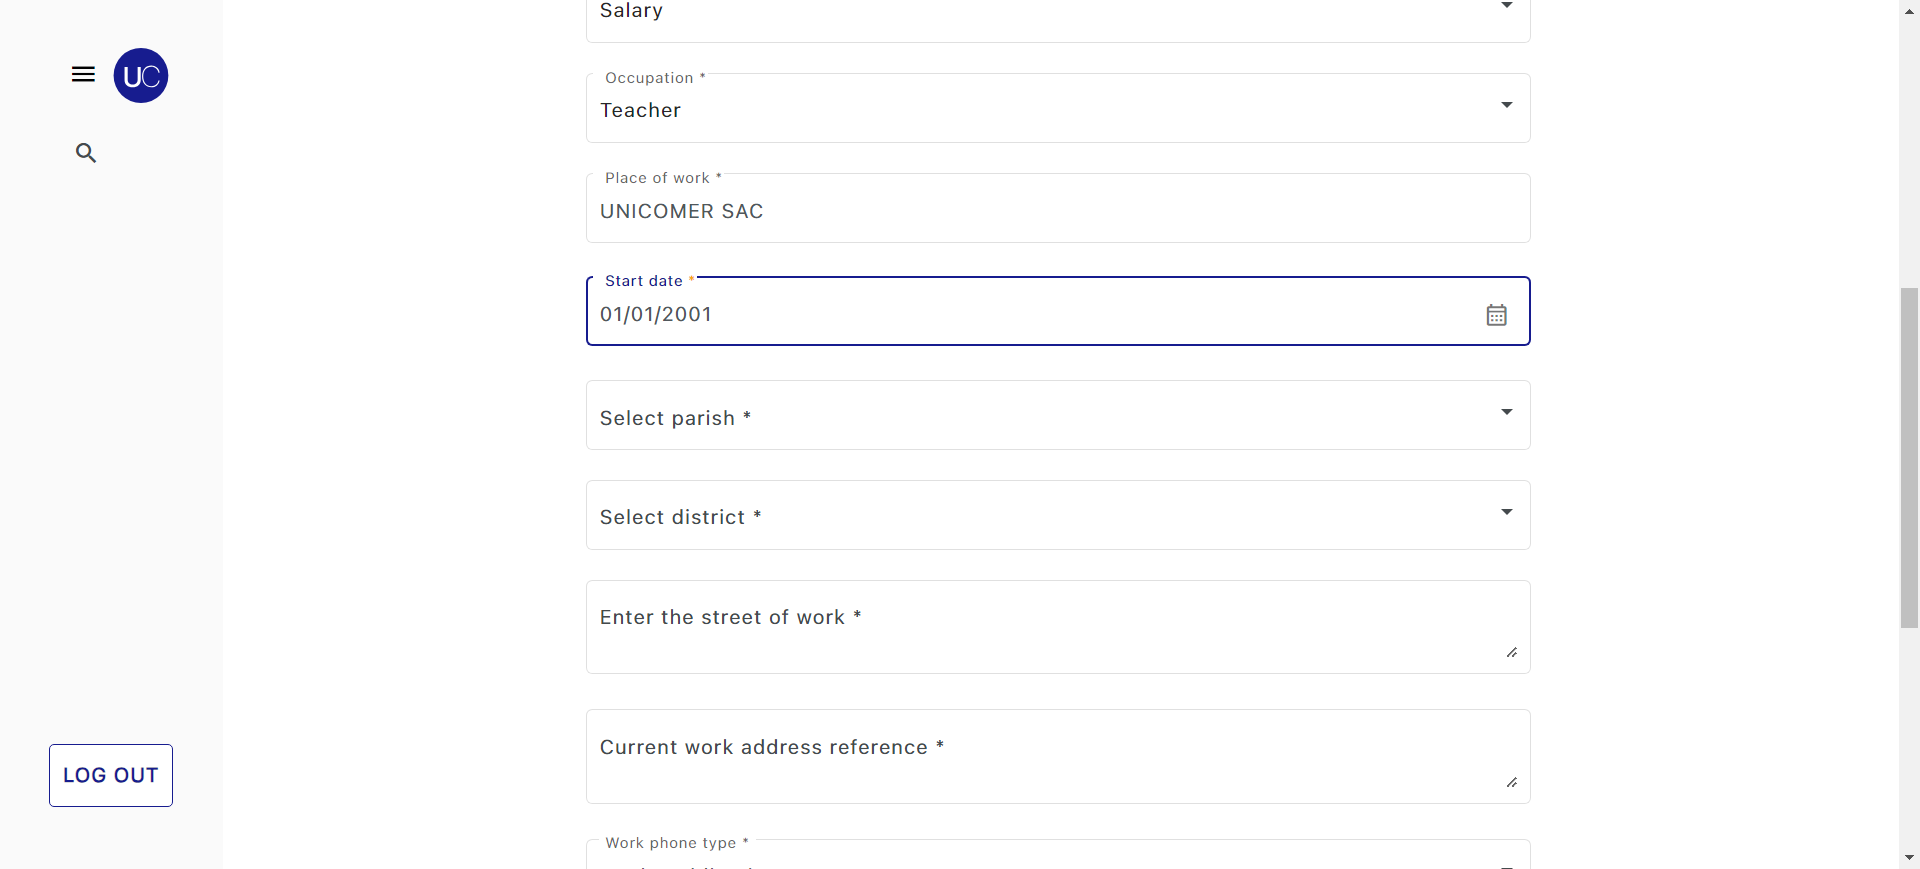 Salary
UC
Occupation *
Teacher
Place of work *
UNICOMER SAC
Start date *
01/01/2001
Select parish *
Select district *
Enter the street of work *
Current work address reference *
LOG OUT
Work phone type *